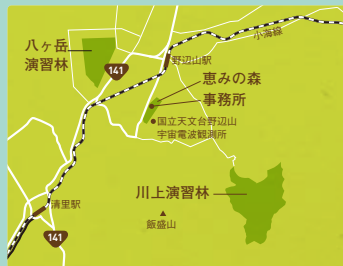 八ヶ岳
演習林
141
小海線
野辺山駅
恵みの森
事務所
国立天文台野辺山
宇宙電波観測所
川上演習林
飯盛山
清里駅
141